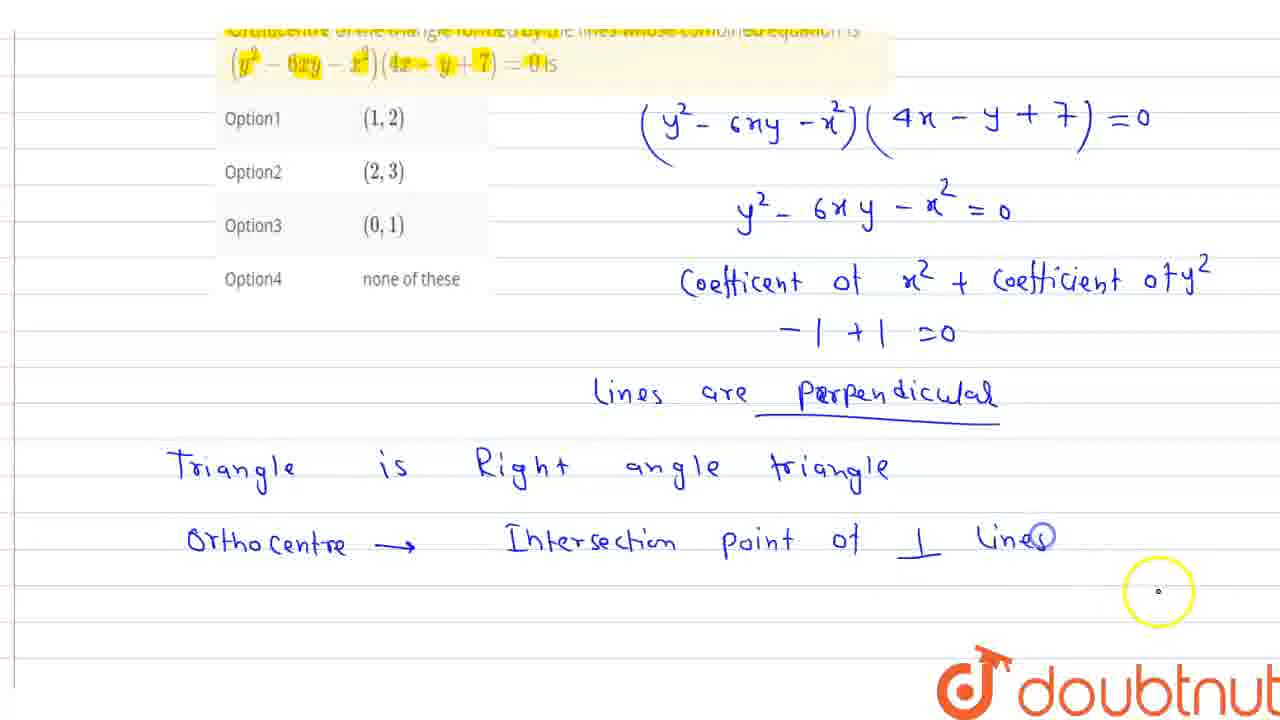 Orthocentre of the triangle formed by the lines whose combined equation is
(y² − 6xy − x²)(4x − y + 7) = 0 is
Option1 (1, 2)
Option2 (2, 3)
Option3 (0, 1)
Option4 none of these
(y² - 6xy - x²)(4x - y + 7) = 0
y² - 6xy - x² = 0
Coefficent of x² + Coefficient of y²
-1 + 1 = 0
lines are perpendicular
Triangle is Right angle triangle
Orthocentre → Intersection point of ⊥ lines
doubtnut